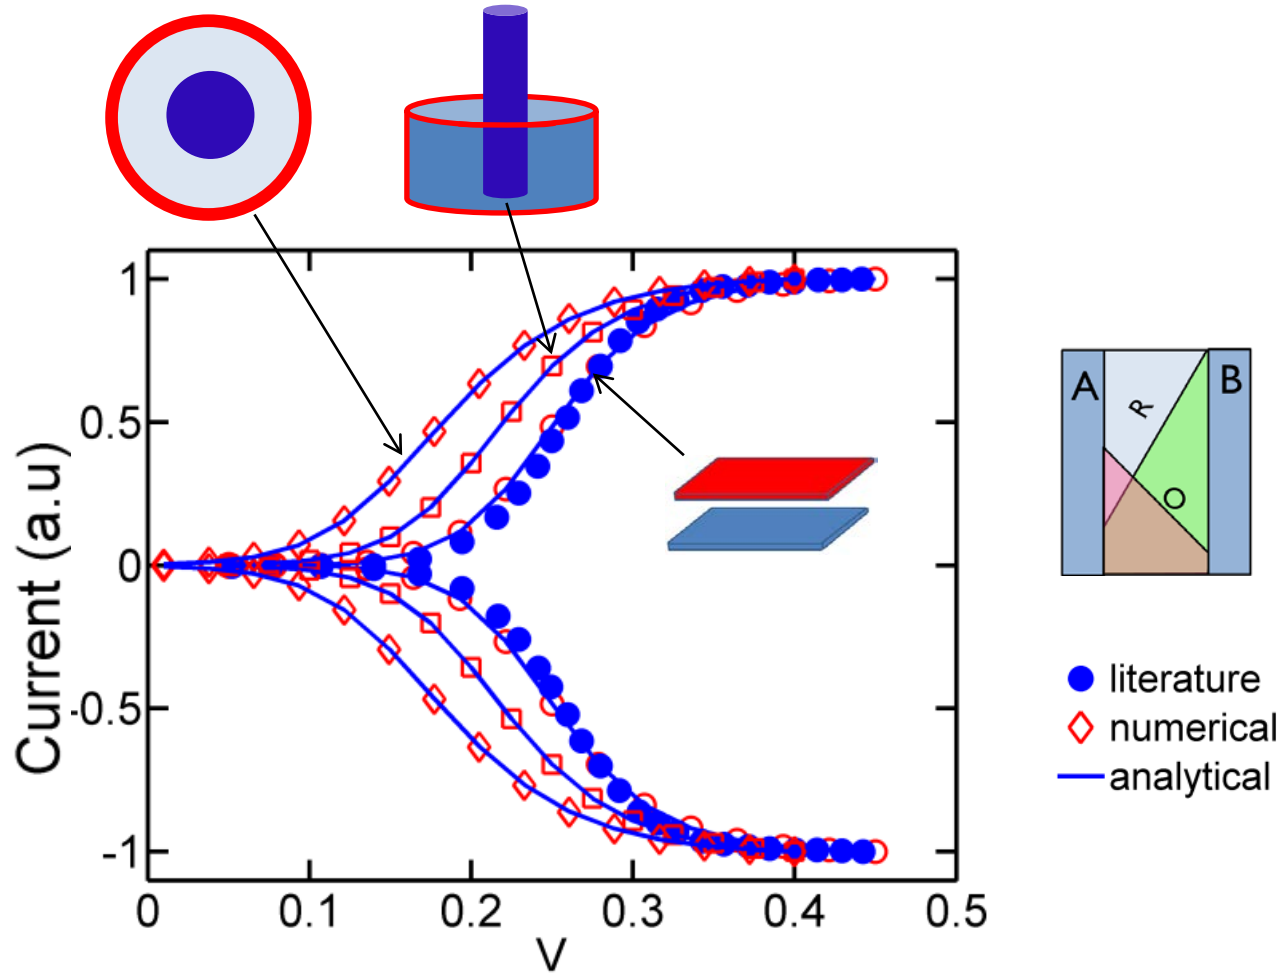 1
0.5
0
-0.5
-1
Current (a.u)
0
0.1
0.2
0.3
0.4
0.5
V
A
R
B
O
literature
numerical
analytical